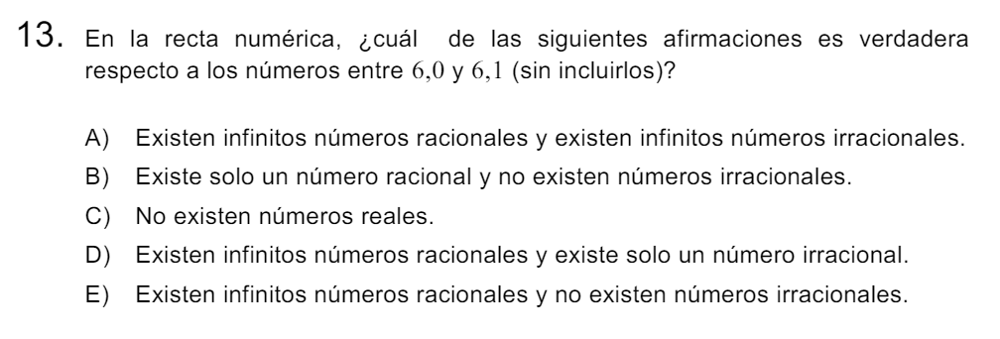 13. En la recta numérica, ¿cuál de las siguientes afirmaciones es verdadera
respecto a los números entre 6,0 y 6,1 (sin incluirlos)?
A) Existen infinitos números racionales y existen infinitos números irracionales.
B) Existe solo un número racional y no existen números irracionales.
C) No existen números reales.
D) Existen infinitos números racionales y existe solo un número irracional.
E) Existen infinitos números racionales y no existen números irracionales.